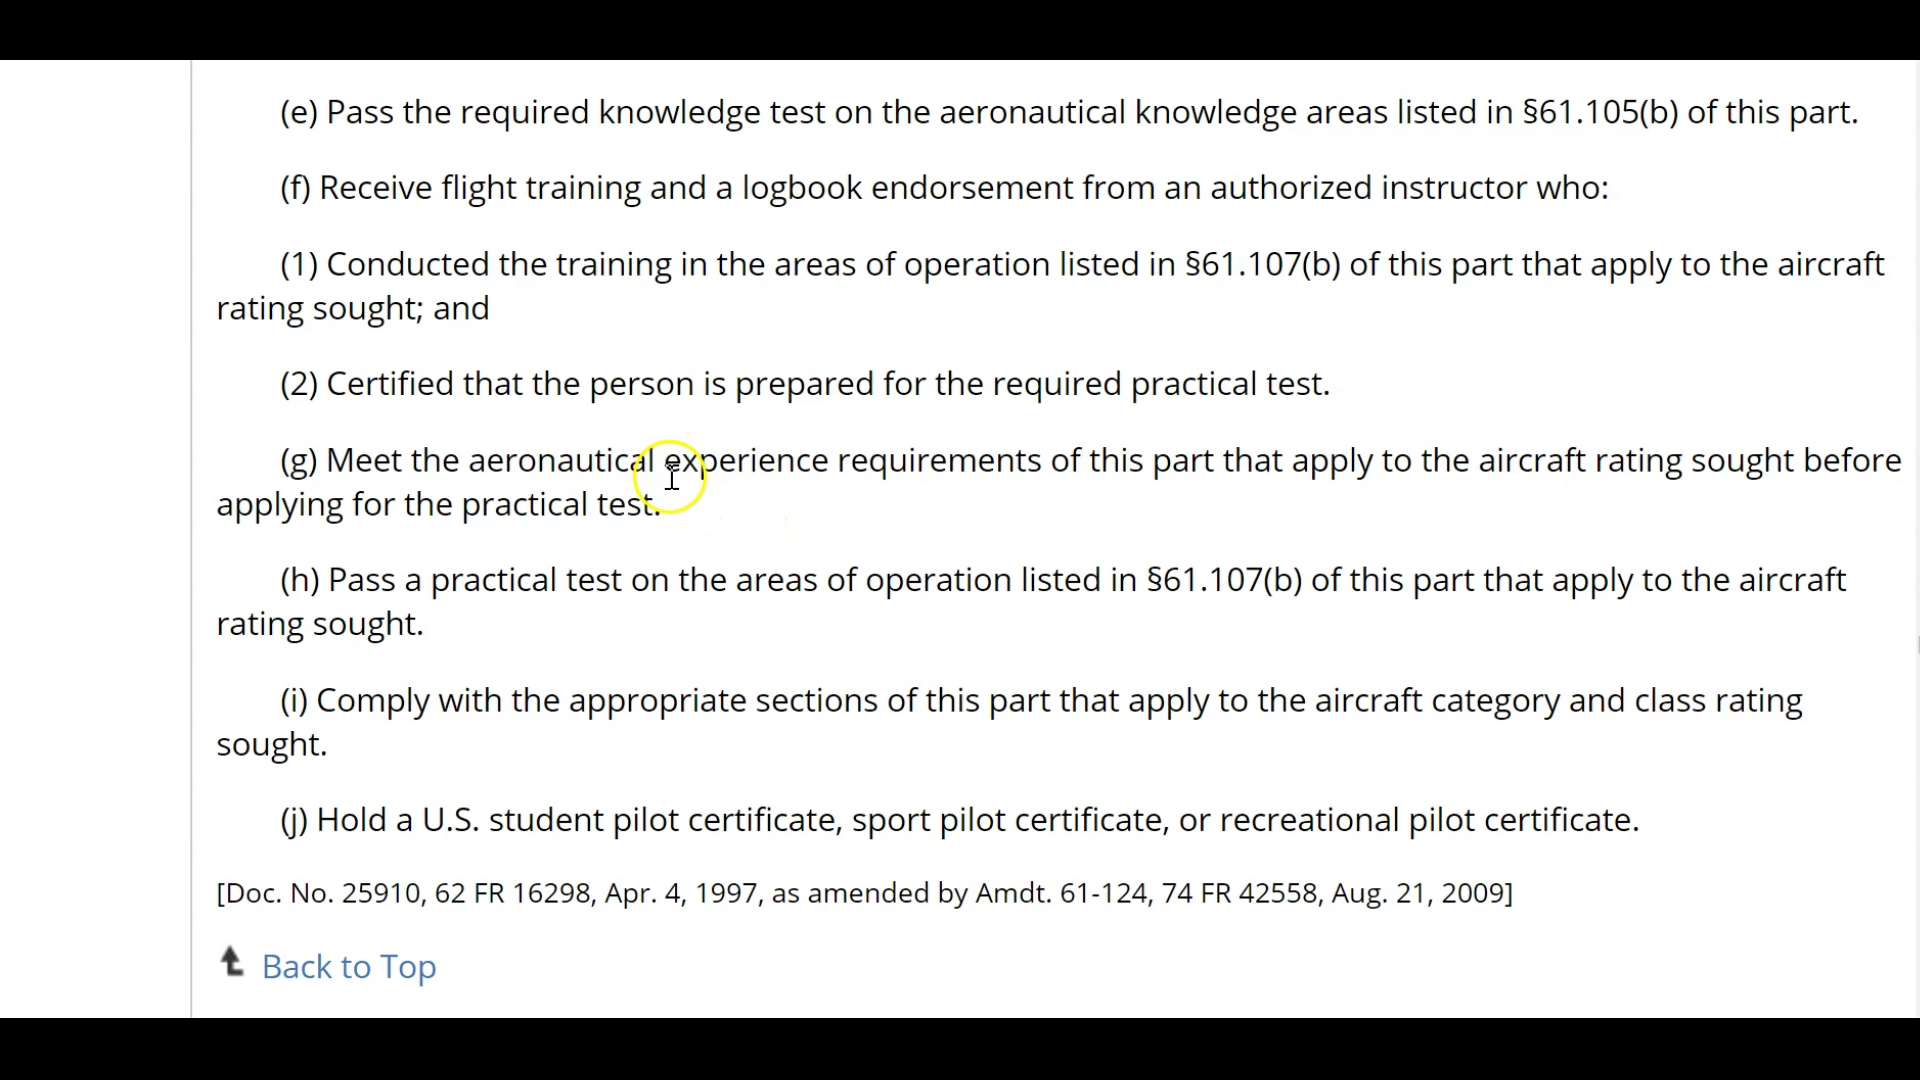 (e) Pass the required knowledge test on the aeronautical knowledge areas listed in §61.105(b) of this part.
(f) Receive flight training and a logbook endorsement from an authorized instructor who:
(1) Conducted the training in the areas of operation listed in §61.107(b) of this part that apply to the aircraft
rating sought; and
(2) Certified that the person is prepared for the required practical test.
(g) Meet the aeronautical experience requirements of this part that apply to the aircraft rating sought before
applying for the practical test.
(h) Pass a practical test on the areas of operation listed in §61.107(b) of this part that apply to the aircraft
rating sought.
(i) Comply with the appropriate sections of this part that apply to the aircraft category and class rating
sought.
(j) Hold a U.S. student pilot certificate, sport pilot certificate, or recreational pilot certificate.
[Doc. No. 25910, 62 FR 16298, Apr. 4, 1997, as amended by Amdt. 61-124, 74 FR 42558, Aug. 21, 2009]
Back to Top